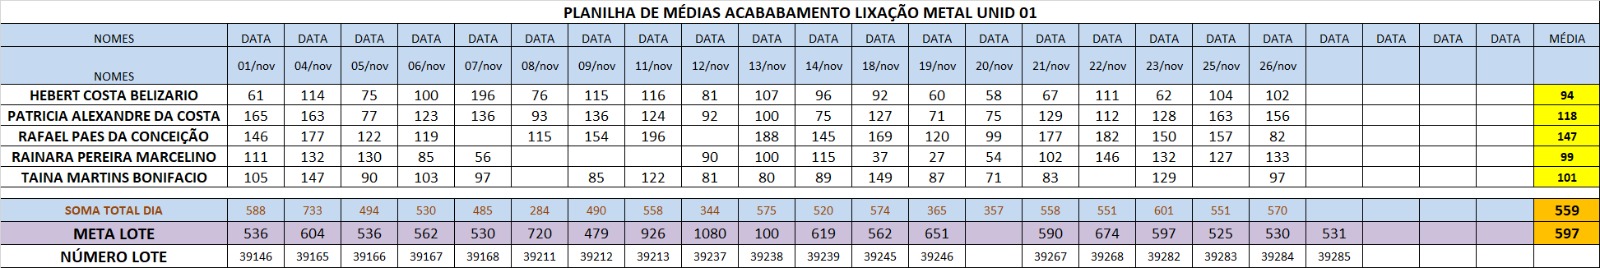 PLANILHA DE MÉDIAS ACABABAMENTO LIXAÇÃO METAL UNID 01
NOMES DATA DATA DATA DATA DATA DATA DATA DATA DATA DATA DATA DATA DATA DATA DATA DATA DATA DATA DATA DATA DATA DATA DATA MÉDIA
NOMES 01/nov 04/nov 05/nov 06/nov 07/nov 08/nov 09/nov 11/nov 12/nov 13/nov 14/nov 18/nov 19/nov 20/nov 21/nov 22/nov 23/nov 25/nov 26/nov
HEBERT COSTA BELIZARIO 61 114 75 100 196 76 115 116 81 107 96 92 60 58 67 111 62 104 102 94
PATRICIA ALEXANDRE DA COSTA 165 163 77 123 136 93 136 124 92 100 75 127 71 75 129 112 128 163 156 118
RAFAEL PAES DA CONCEIÇÃO 146 177 122 119 115 154 196 188 145 169 120 99 177 182 150 157 82 147
RAINARA PEREIRA MARCELINO 111 132 130 85 56 90 100 115 37 27 54 102 146 132 127 133 99
TAINA MARTINS BONIFACIO 105 147 90 103 97 85 122 81 80 89 149 87 71 83 129 97 101
SOMA TOTAL DIA 588 733 494 530 485 284 490 558 344 575 520 574 365 357 558 551 601 551 570 559
META LOTE 536 604 536 562 530 720 479 926 1080 100 619 562 651 590 674 597 525 530 531 597
NÚMERO LOTE 39146 39165 39166 39167 39168 39211 39212 39213 39237 39238 39239 39245 39246 39267 39268 39282 39283 39284 39285